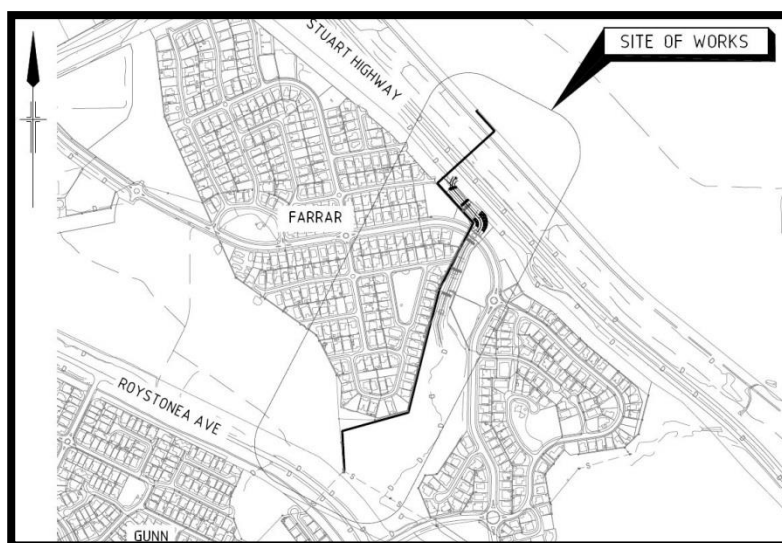 SITE OF WORKS
STUART HIGHWAY
FARRAR
ROYSTONEA AVE
GUNN